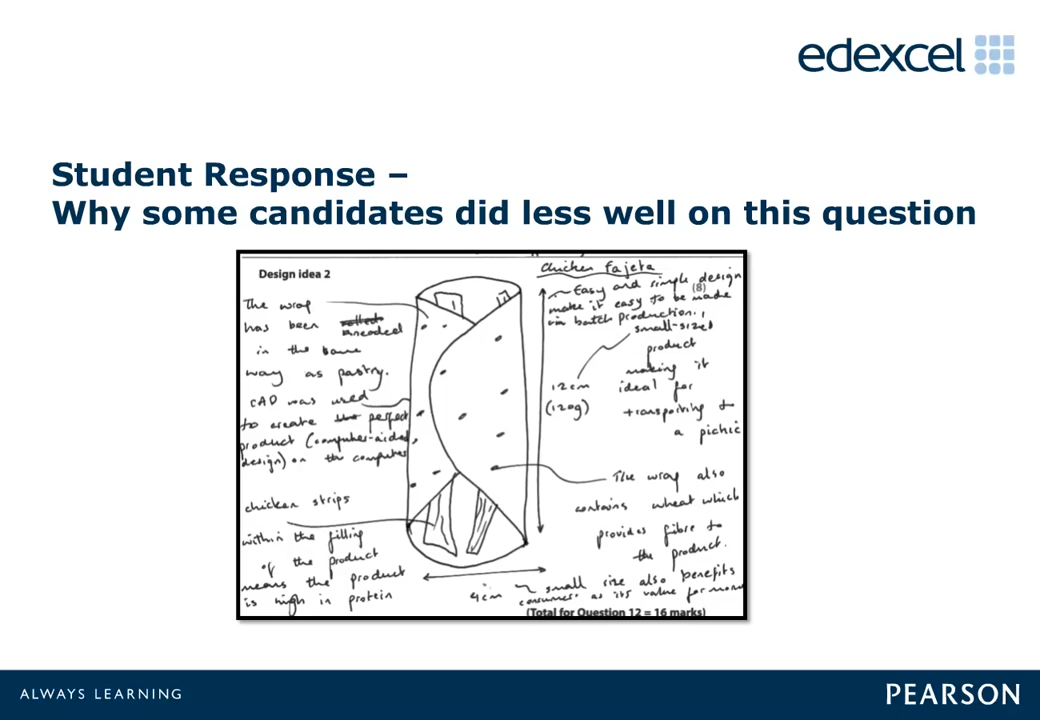 edexcel
Student Response –
Why some candidates did less well on this question
Design idea 2
Chicken Fajeta
(8)
Easy and simple design
make it easy to be made
via batch production.,
small-sized
product
making it
ideal for
transporting to
a picnic
12cm
(120g)
The wrap
has been kneaded
in the same
way as pastry.
CAD was used
to create the perfect
product (computer-aided
design) on the computer
chicken strips
within the filling
of the product
means the product
is high in protein
The wrap also
contains wheat which
provides fibre to
the product.
4cm
small size also benefits
consumer as its value for
(Total for Question 12 = 16 marks)
ALWAYS LEARNING
PEARSON